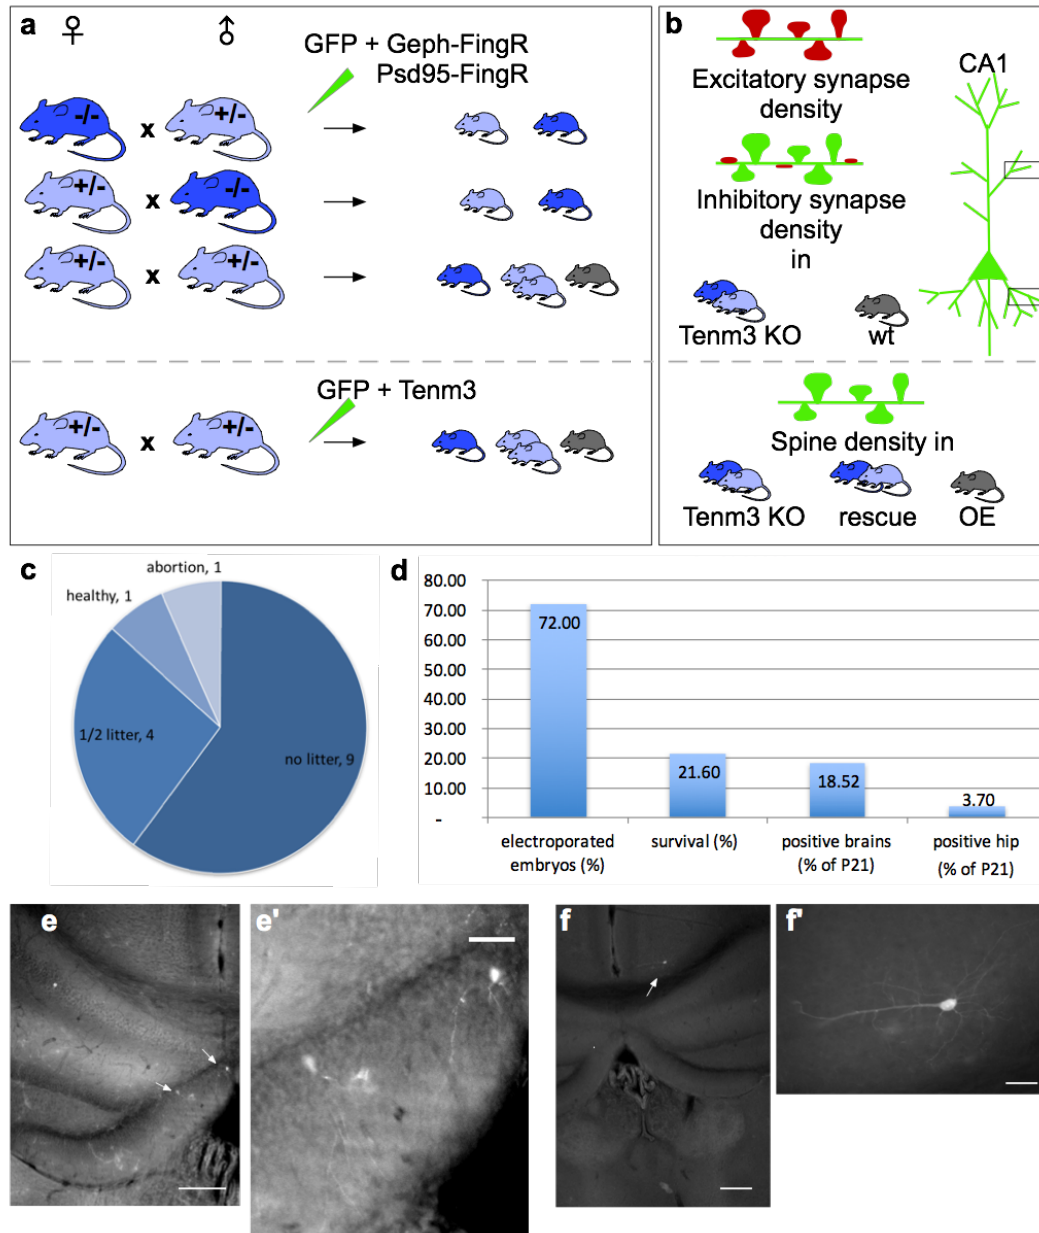 a
♀ ♂
GFP + Geph-FingR
Psd95-FingR
-/- x +/-
+/- x -/-
+/- x +/-
GFP + Tenm3
+/- x +/-
b
Excitatory synapse
density
CA1
Inhibitory synapse
density
in
Tenm3 KO wt
Spine density in
Tenm3 KO rescue OE
c
abortion, 1
healthy, 1
1/2 litter, 4
no litter, 9
d
80.00
70.00
60.00
50.00
40.00
30.00
20.00
10.00
-
72.00
21.60
18.52
3.70
electroporated
embryos (%)
survival (%)
positive brains
(% of P21)
positive hip
(% of P21)
e
e'
f
f'